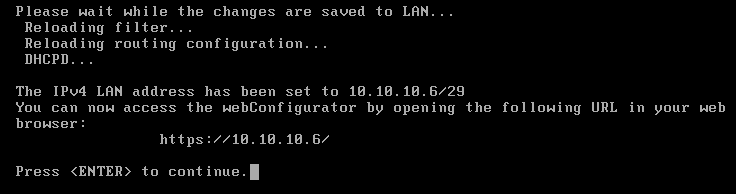 Please wait while the changes are saved to LAN...
Reloading filter...
Reloading routing configuration...
DHCPD...
The IPv4 LAN address has been set to 10.10.10.6/29
You can now access the webConfigurator by opening the following URL in your web
browser:
https://10.10.10.6/
Press <ENTER> to continue.